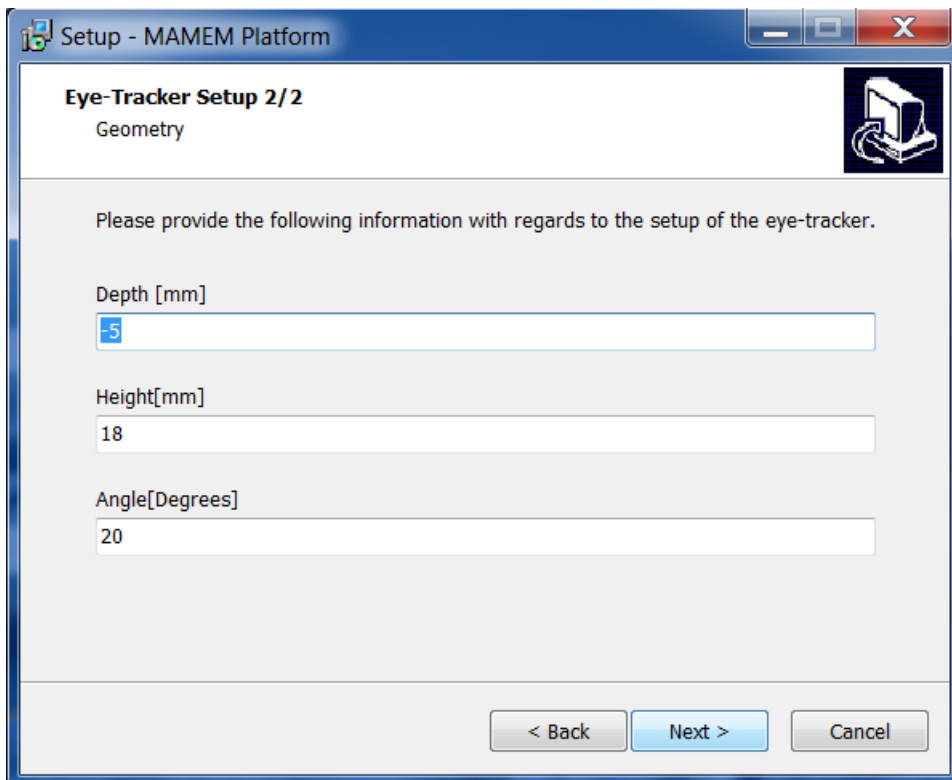 Setup - MAMEM Platform
Eye-Tracker Setup 2/2
Geometry
Please provide the following information with regards to the setup of the eye-tracker.
Depth [mm]
-5
Height[mm]
18
Angle[Degrees]
20
< Back
Next >
Cancel